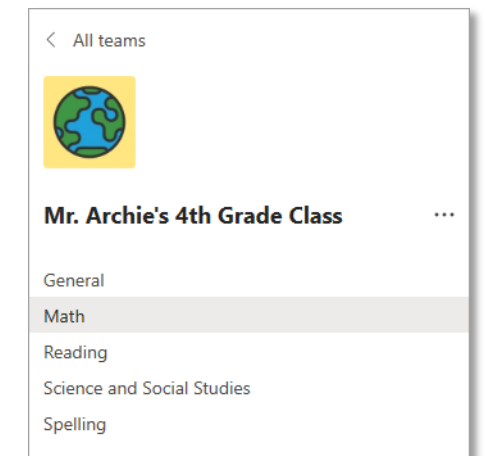 All teams
Mr. Archie's 4th Grade Class
General
Math
Reading
Science and Social Studies
Spelling